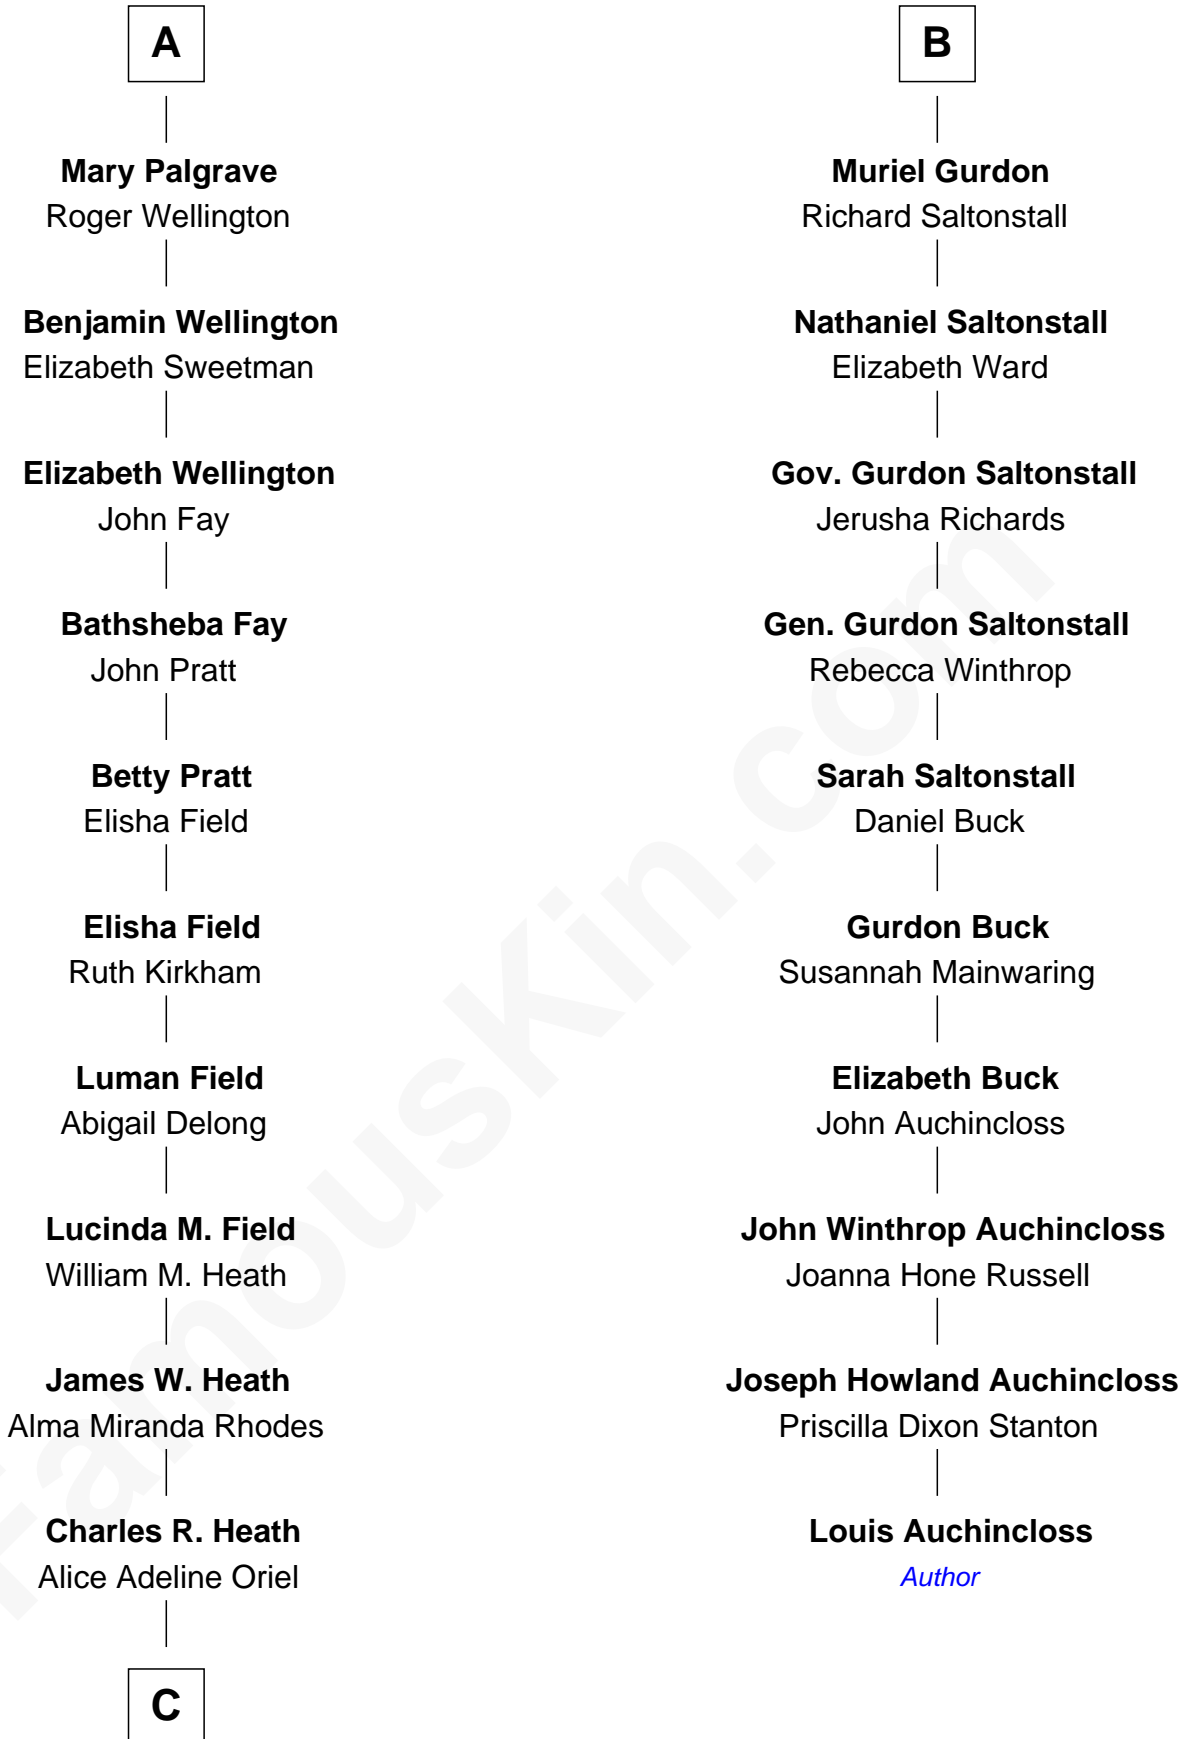 A
Mary Palgrave
Roger Wellington
Benjamin Wellington
Elizabeth Sweetman
Elizabeth Wellington
John Fay
Bathsheba Fay
John Pratt
Betty Pratt
Elisha Field
Elisha Field
Ruth Kirkham
Luman Field
Abigail Delong
Lucinda M. Field
William M. Heath
James W. Heath
Alma Miranda Rhodes
Charles R. Heath
Alice Adeline Oriel
C
B
Muriel Gurdon
Richard Saltonstall
Nathaniel Saltonstall
Elizabeth Ward
Gov. Gurdon Saltonstall
Jerusha Richards
Gen. Gurdon Saltonstall
Rebecca Winthrop
Sarah Saltonstall
Daniel Buck
Gurdon Buck
Susannah Mainwaring
Elizabeth Buck
John Auchincloss
John Winthrop Auchincloss
Joanna Hone Russell
Joseph Howland Auchincloss
Priscilla Dixon Stanton
Louis Auchincloss
Author
FamousKin.com